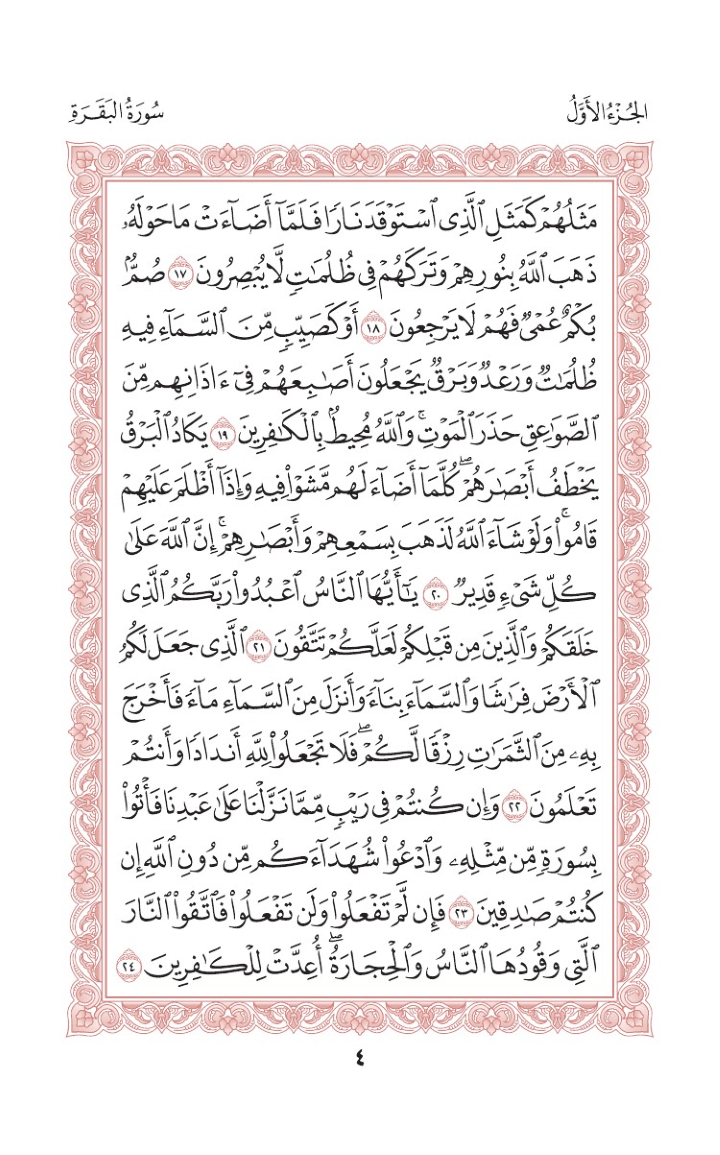 الجُزْءُ الأَوَّلُ
سُورَةُ البَقَرَةِ
مَثَلُهُمْ كَمَثَلِ ٱلَّذِى ٱسْتَوْقَدَ نَارًا فَلَمَّآ أَضَآءَتْ مَا حَوْلَهُۥ
ذَهَبَ ٱللَّهُ بِنُورِهِمْ وَتَرَكَهُمْ فِى ظُلُمَٰتٍ لَّا يُبْصِرُونَ ١٧ صُمٌّۢ
بُكْمٌ عُمْىٌ فَهُمْ لَا يَرْجِعُونَ ١٨ أَوْ كَصَيِّبٍ مِّنَ ٱلسَّمَآءِ فِيهِ
ظُلُمَٰتٌ وَرَعْدٌ وَبَرْقٌ يَجْعَلُونَ أَصَٰبِعَهُمْ فِىٓ ءَاذَانِهِم مِّنَ
ٱلصَّوَٰعِقِ حَذَرَ ٱلْمَوْتِ ۚ وَٱللَّهُ مُحِيطٌۢ بِٱلْكَٰفِرِينَ ١٩ يَكَادُ ٱلْبَرْقُ
يَخْطَفُ أَبْصَٰرَهُمْ ۖ كُلَّمَآ أَضَآءَ لَهُم مَّشَوْا۟ فِيهِ وَإِذَآ أَظْلَمَ عَلَيْهِمْ
قَامُوا۟ ۚ وَلَوْ شَآءَ ٱللَّهُ لَذَهَبَ بِسَمْعِهِمْ وَأَبْصَٰرِهِمْ ۚ إِنَّ ٱللَّهَ عَلَىٰ
كُلِّ شَىْءٍ قَدِيرٌ ٢٠ يَٰٓأَيُّهَا ٱلنَّاسُ ٱعْبُدُوا۟ رَبَّكُمُ ٱلَّذِى
خَلَقَكُمْ وَٱلَّذِينَ مِن قَبْلِكُمْ لَعَلَّكُمْ تَتَّقُونَ ٢١ ٱلَّذِى جَعَلَ لَكُمُ
ٱلْأَرْضَ فِرَٰشًا وَٱلسَّمَآءَ بِنَآءً وَأَنزَلَ مِنَ ٱلسَّمَآءِ مَآءً فَأَخْرَجَ
بِهِۦ مِنَ ٱلثَّمَرَٰتِ رِزْقًا لَّكُمْ ۖ فَلَا تَجْعَلُوا۟ لِلَّهِ أَندَادًا وَأَنتُمْ
تَعْلَمُونَ ٢٢ وَإِن كُنتُمْ فِى رَيْبٍ مِّمَّا نَزَّلْنَا عَلَىٰ عَبْدِنَا فَأْتُوا۟
بِسُورَةٍ مِّن مِّثْلِهِۦ وَٱدْعُوا۟ شُهَدَآءَكُم مِّن دُونِ ٱللَّهِ إِن
كُنتُمْ صَٰدِقِينَ ٢٣ فَإِن لَّمْ تَفْعَلُوا۟ وَلَن تَفْعَلُوا۟ فَٱتَّقُوا۟ ٱلنَّارَ
ٱلَّتِى وَقُودُهَا ٱلنَّاسُ وَٱلْحِجَارَةُ ۖ أُعِدَّتْ لِلْكَٰفِرِينَ ٢٤
٤